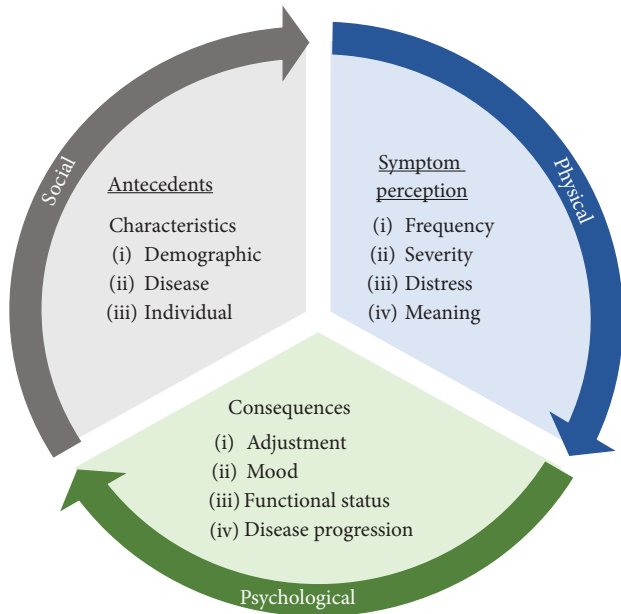 Social
Antecedents
Characteristics
(i) Demographic
(ii) Disease
(iii) Individual
Physical
Symptom
perception
(i) Frequency
(ii) Severity
(iii) Distress
(iv) Meaning
Consequences
(i) Adjustment
(ii) Mood
(iii) Functional status
(iv) Disease progression
Psychological